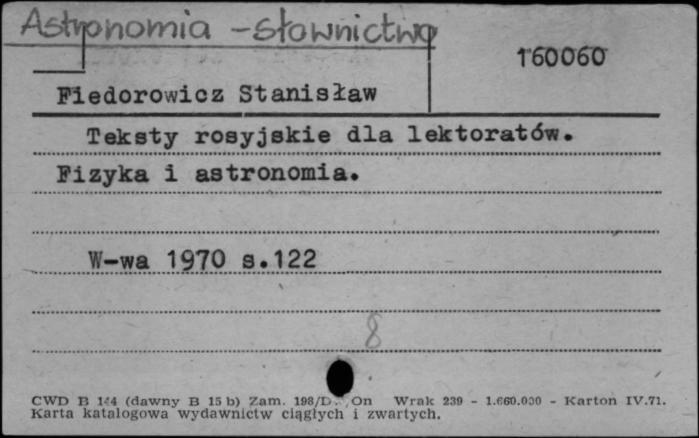 Astronomia - słownictwo
160060
Fiedorowicz Stanisław
Teksty rosyjskie dla lektoratów.
Fizyka i astronomia.
W-wa 1970 s.122
8
CWD B 144 (dawny B 15 b) Zam. 198/D On Wrak 239 - 1.660.000 - Karton IV.71.
Karta katalogowa wydawnictw ciągłych i zwartych.